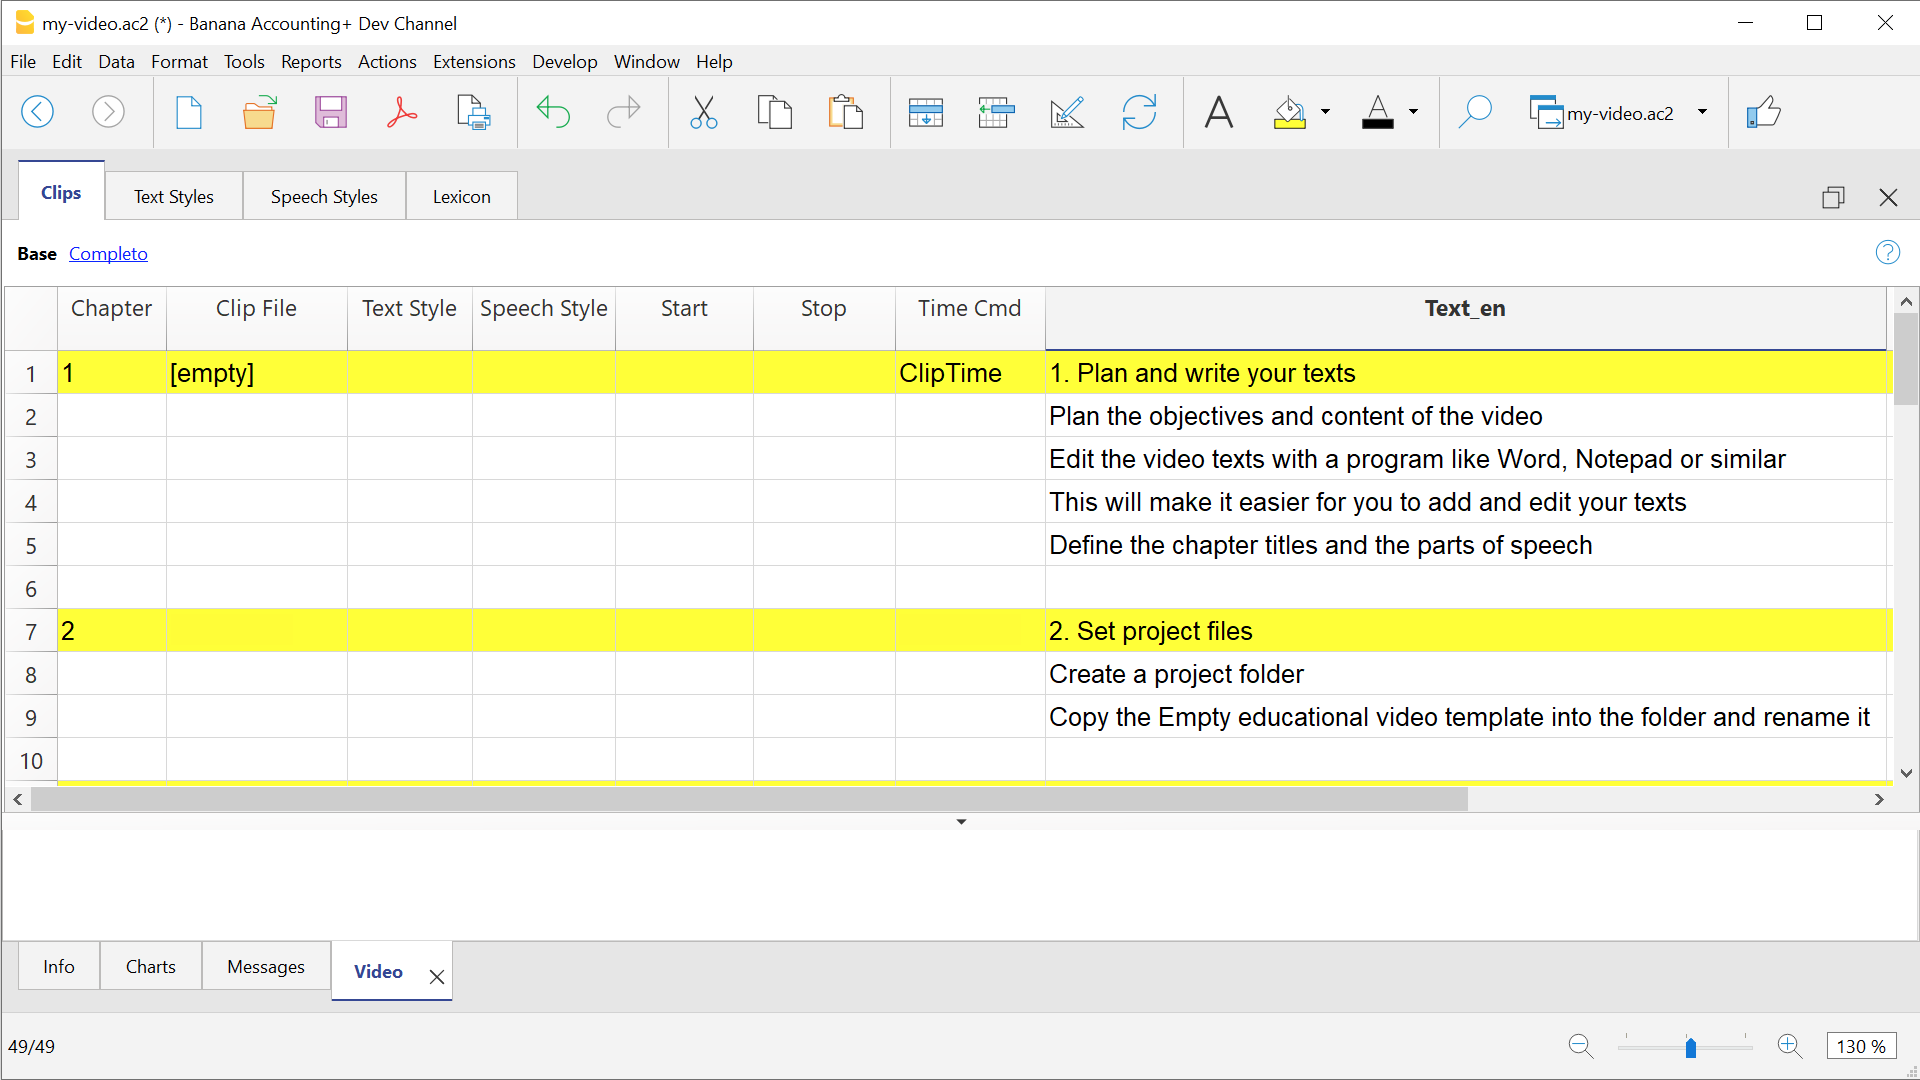 my-video.ac2 (*) - Banana Accounting+ Dev Channel
File Edit Data Format Tools Reports Actions Extensions Develop Window Help
my-video.ac2
Clips Text Styles Speech Styles Lexicon
Base Completo
Chapter Clip File Text Style Speech Style Start Stop Time Cmd Text_en
1 1 [empty] ClipTime 1. Plan and write your texts
2 Plan the objectives and content of the video
3 Edit the video texts with a program like Word, Notepad or similar
4 This will make it easier for you to add and edit your texts
5 Define the chapter titles and the parts of speech
6
7 2 2. Set project files
8 Create a project folder
9 Copy the Empty educational video template into the folder and rename it
10
Info Charts Messages Video
49/49 130 %